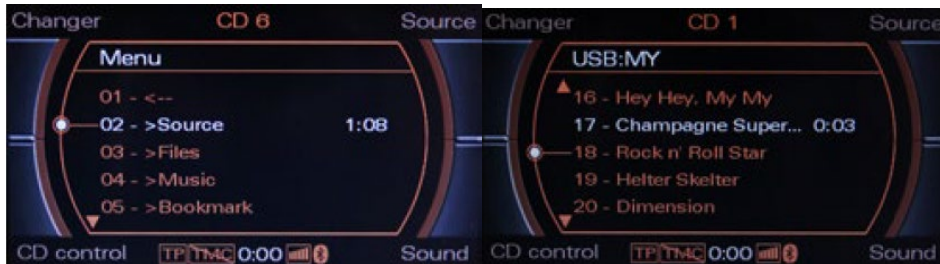 Changer CD 6 Source
Menu
01 - <--
02 - >Source 1:08
03 - >Files
04 - >Music
05 - >Bookmark
CD control TP TMC 0:00 Sound
Changer CD 1 Source
USB:MY
16 - Hey Hey, My My
17 - Champagne Super... 0:03
18 - Rock n' Roll Star
19 - Helter Skelter
20 - Dimension
CD control TP TMC 0:00 Sound